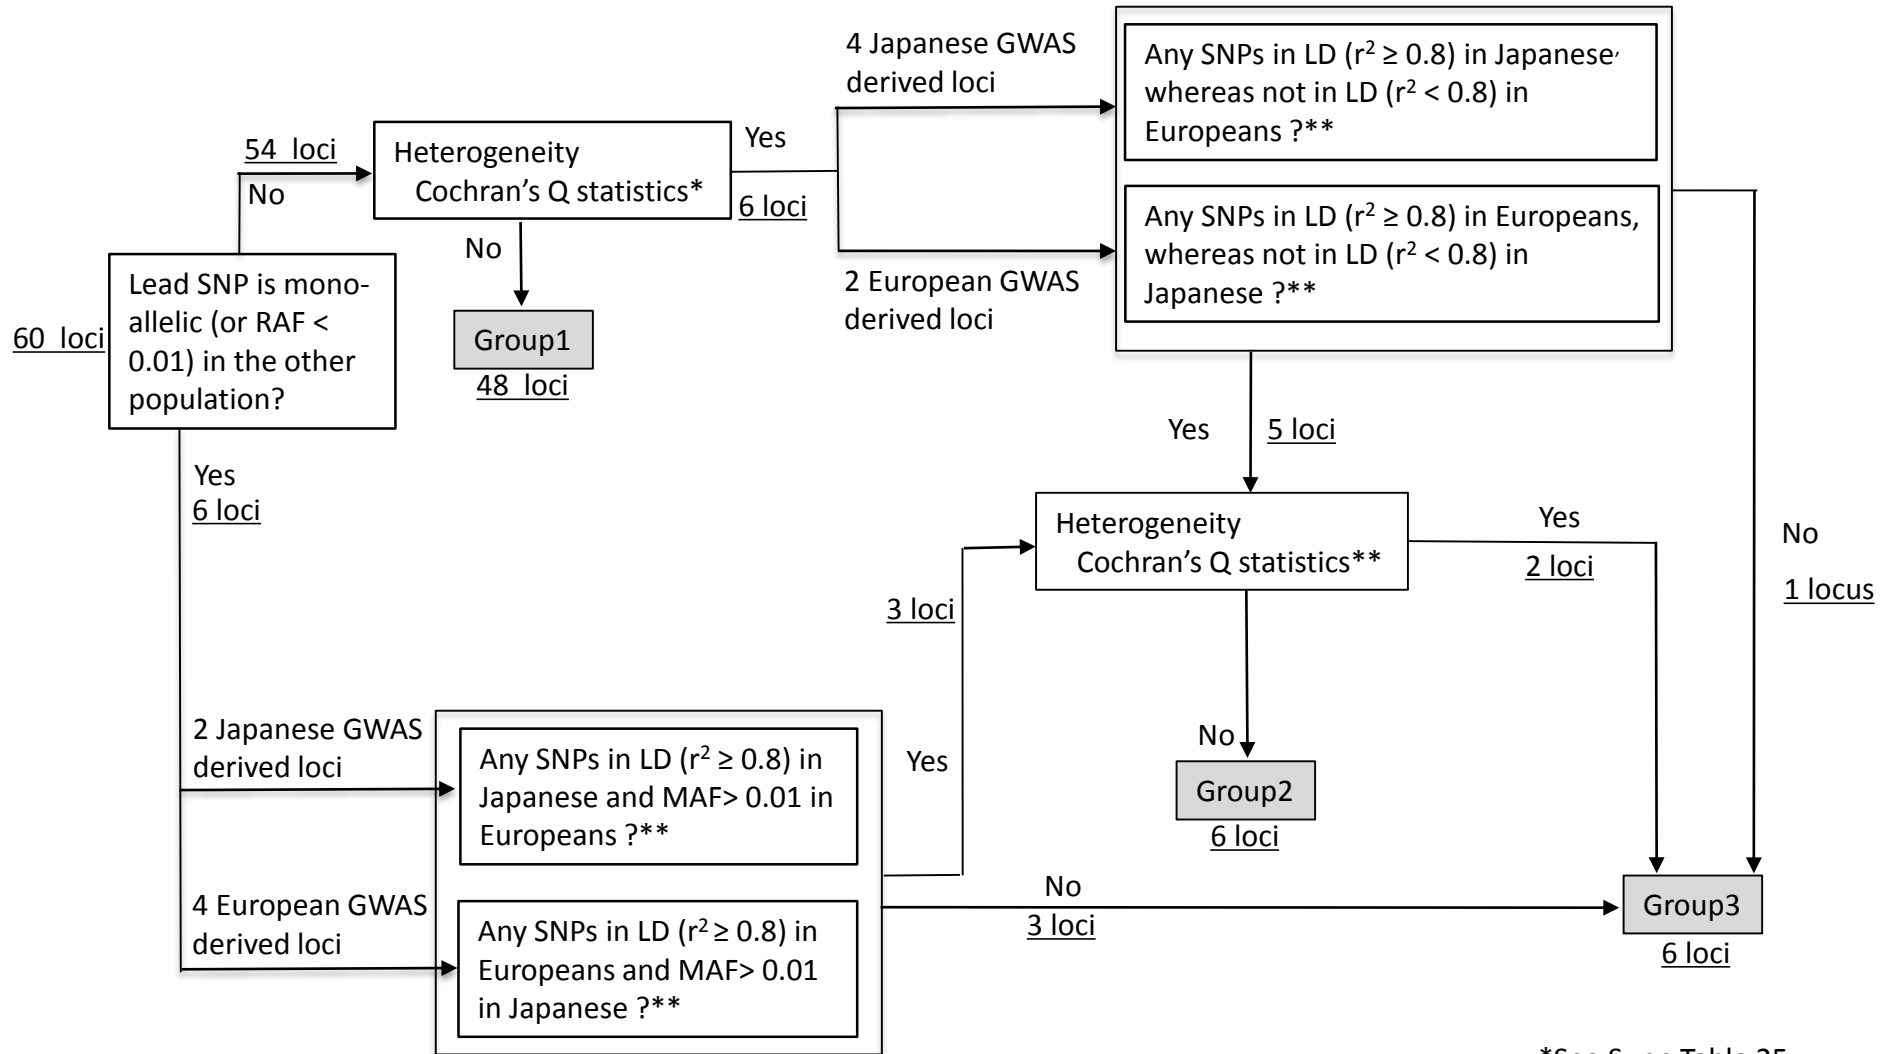 4 Japanese GWAS
derived loci
Any SNPs in LD (r² ≥ 0.8) in Japanese,
whereas not in LD (r² < 0.8) in
Europeans ?**
54 loci
No
Heterogeneity
Cochran's Q statistics*
Yes
6 loci
Any SNPs in LD (r² ≥ 0.8) in Europeans,
whereas not in LD (r² < 0.8) in
Japanese ?**
No
2 European GWAS
derived loci
60 loci
Lead SNP is mono-
allelic (or RAF <
0.01) in the other
population?
Group1
48 loci
Yes
5 loci
Yes
6 loci
Heterogeneity
Cochran's Q statistics**
Yes
2 loci
No
1 locus
3 loci
2 Japanese GWAS
derived loci
Any SNPs in LD (r² ≥ 0.8) in
Japanese and MAF> 0.01 in
Europeans ?**
Yes
No
Group2
6 loci
4 European GWAS
derived loci
Any SNPs in LD (r² ≥ 0.8) in
Europeans and MAF> 0.01
in Japanese ?**
No
3 loci
Group3
6 loci